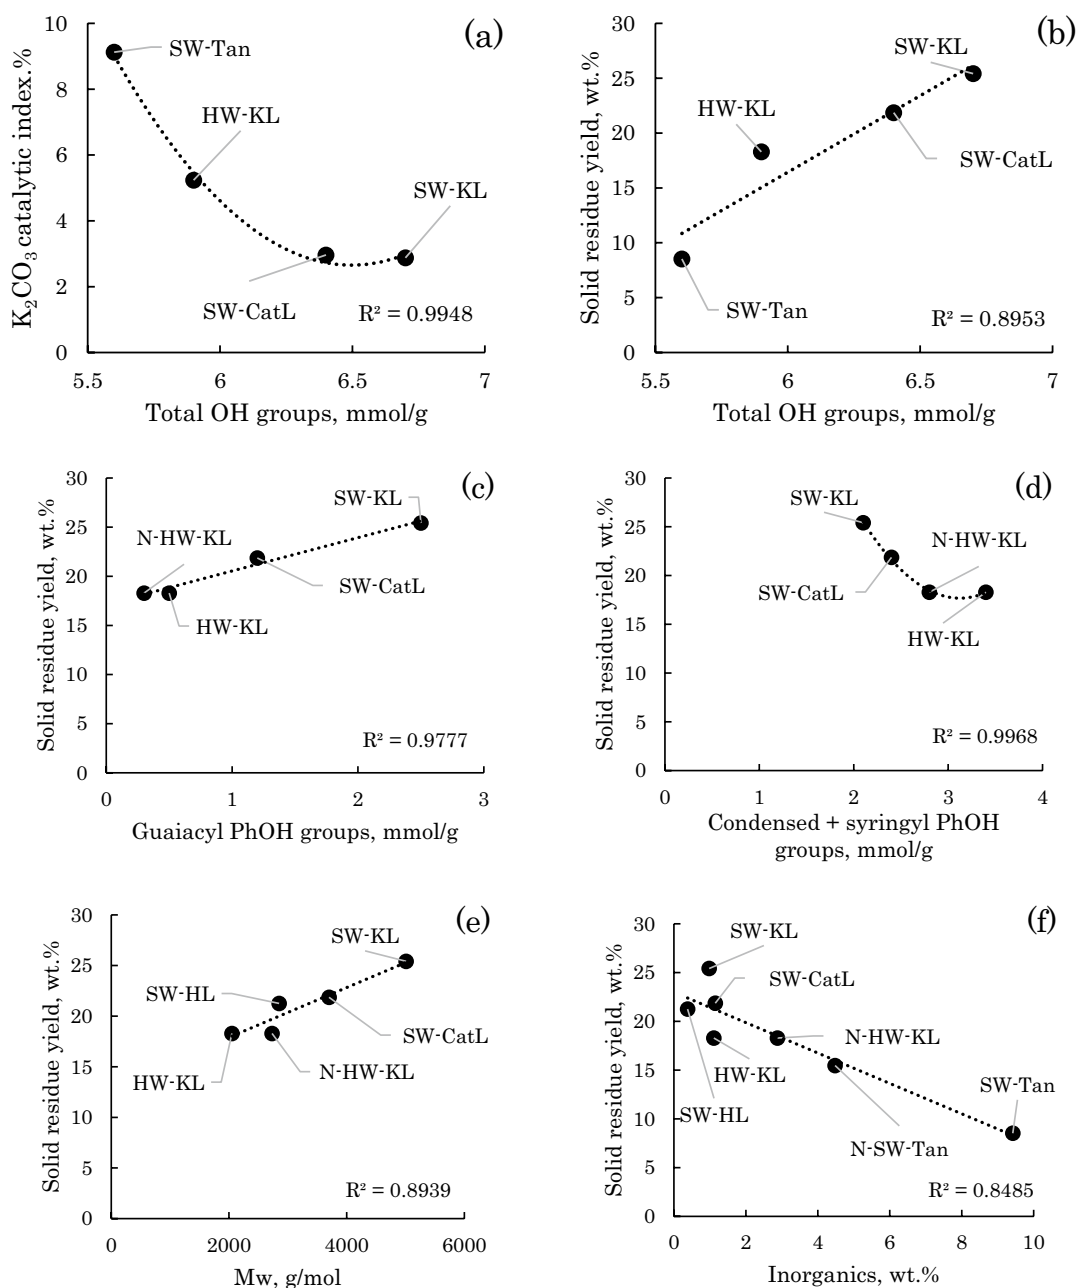 (a)
10
8
6
4
2
0
K₂CO₃ catalytic index.%
SW-Tan
HW-KL
SW-KL
SW-CatL
R² = 0.9948
5.5
6
6.5
7
Total OH groups, mmol/g
(b)
30
25
20
15
10
5
0
Solid residue yield, wt.%
SW-KL
HW-KL
SW-CatL
SW-Tan
R² = 0.8953
5.5
6
6.5
7
Total OH groups, mmol/g
(c)
30
25
20
15
10
5
0
Solid residue yield, wt.%
SW-KL
N-HW-KL
SW-CatL
HW-KL
R² = 0.9777
0
1
2
3
Guaiacyl PhOH groups, mmol/g
(d)
30
25
20
15
10
5
0
Solid residue yield, wt.%
SW-KL
N-HW-KL
SW-CatL
HW-KL
R² = 0.9968
0
1
2
3
4
Condensed + syringyl PhOH
groups, mmol/g
(e)
30
25
20
15
10
5
0
Solid residue yield, wt.%
SW-KL
SW-HL
SW-CatL
N-HW-KL
HW-KL
R² = 0.8939
0
2000
4000
6000
Mw, g/mol
(f)
30
25
20
15
10
5
0
Solid residue yield, wt.%
SW-KL
SW-CatL
N-HW-KL
HW-KL
SW-Tan
SW-HL
N-SW-Tan
R² = 0.8485
0
2
4
6
8
10
Inorganics, wt.%